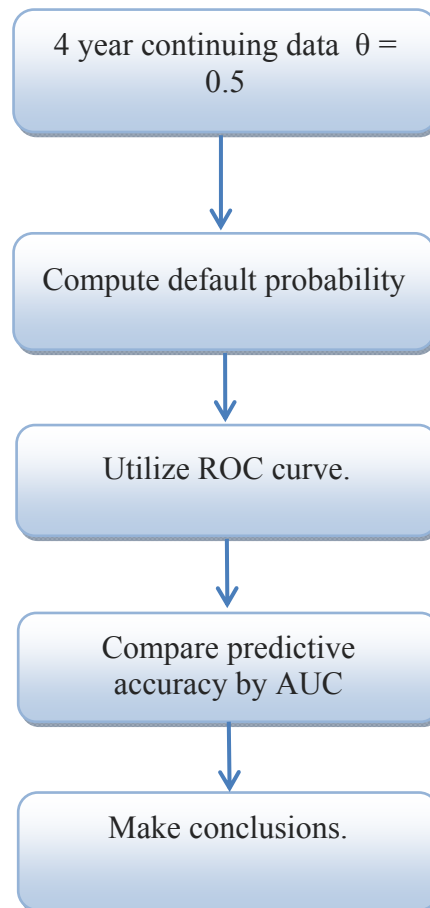 4 year continuing data θ =
0.5
Compute default probability
Utilize ROC curve.
Compare predictive
accuracy by AUC
Make conclusions.